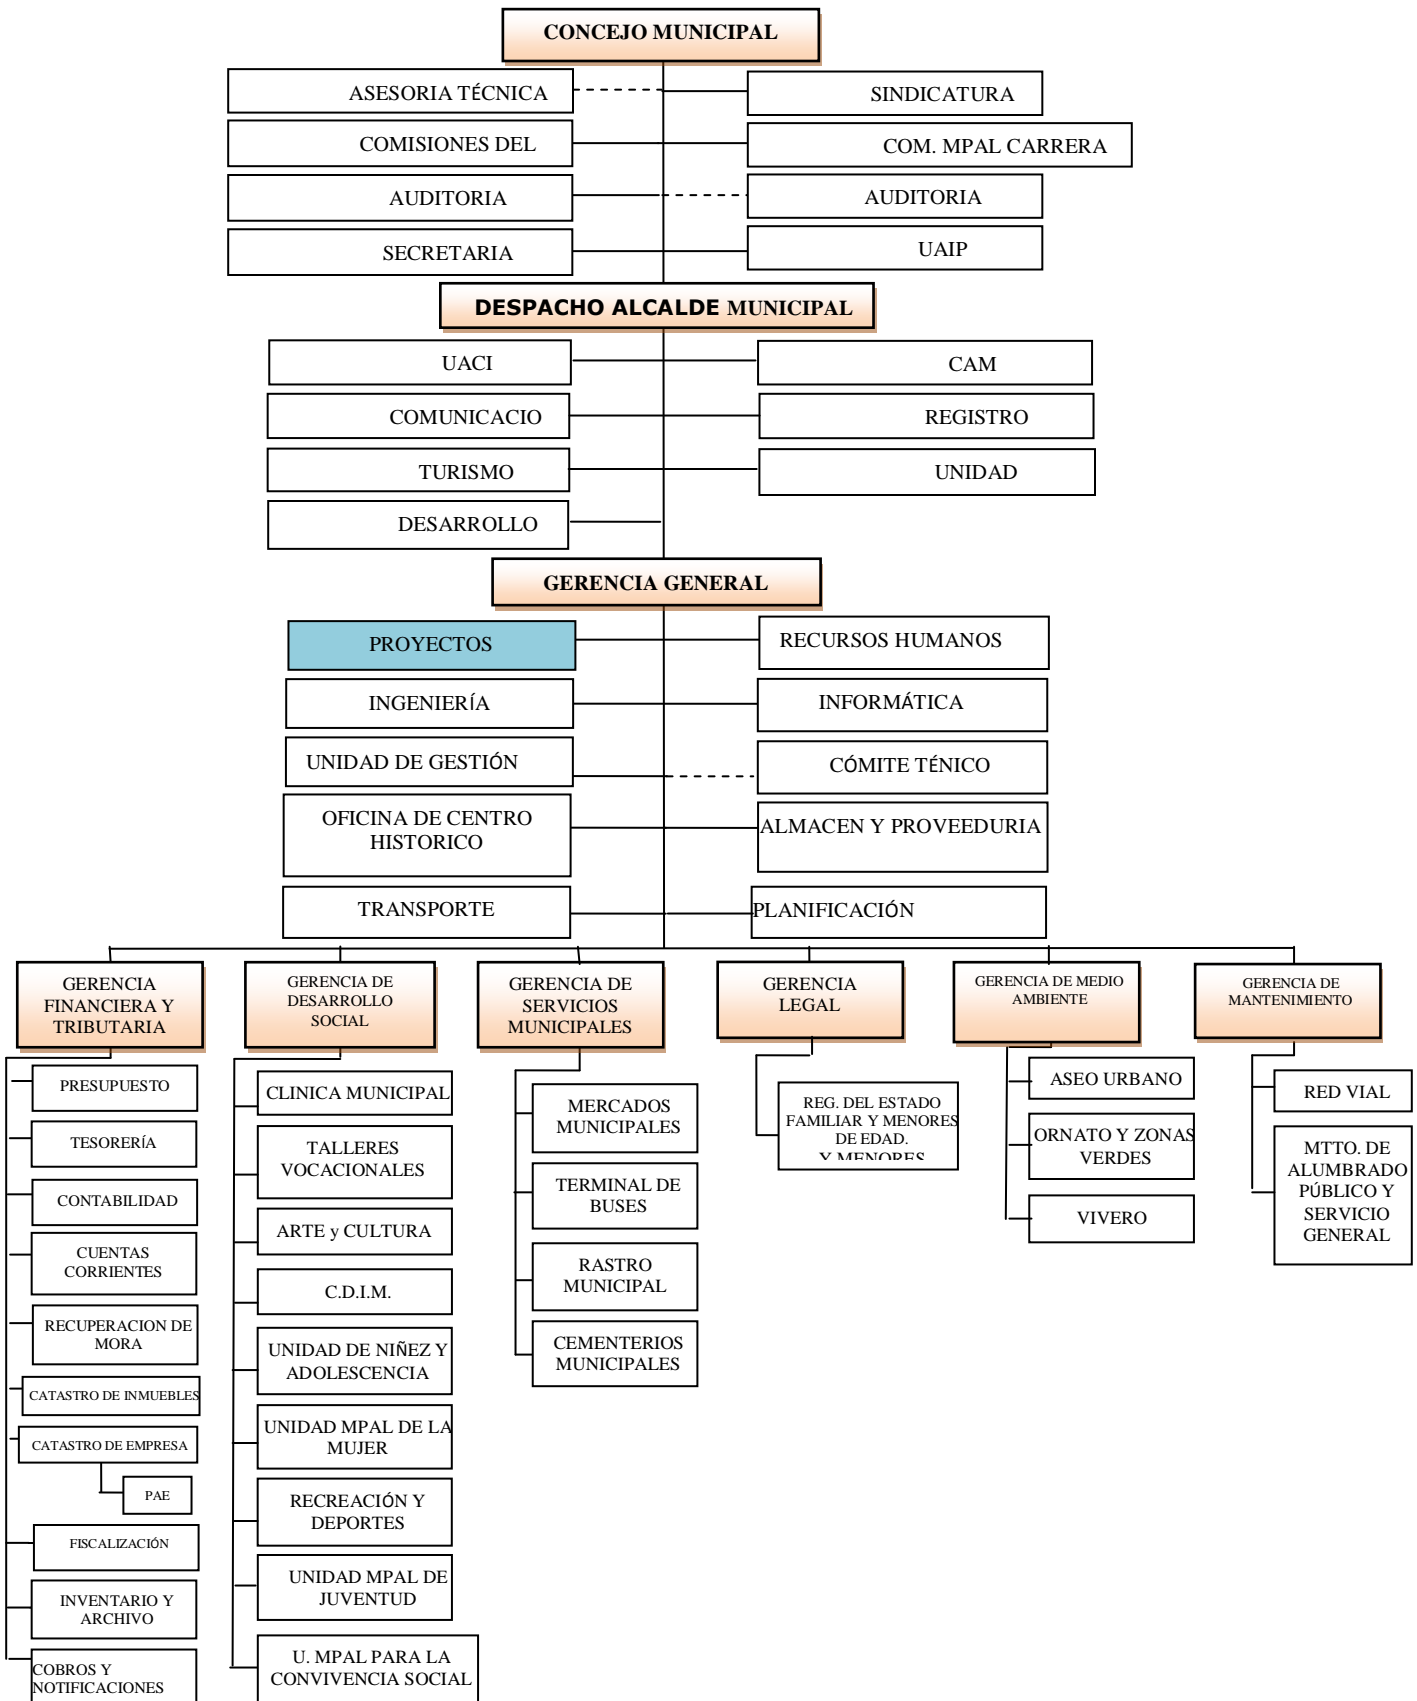 CONCEJO MUNICIPAL
ASESORIA TÉCNICA
SINDICATURA
COMISIONES DEL
COM. MPAL CARRERA
AUDITORIA
AUDITORIA
SECRETARIA
UAIP
DESPACHO ALCALDE MUNICIPAL
UACI
CAM
COMUNICACIO
REGISTRO
TURISMO
UNIDAD
DESARROLLO
GERENCIA GENERAL
PROYECTOS
RECURSOS HUMANOS
INGENIERÍA
INFORMÁTICA
UNIDAD DE GESTIÓN
CÓMITE TÉNICO
OFICINA DE CENTRO
HISTORICO
ALMACEN Y PROVEEDURIA
TRANSPORTE
PLANIFICACIÓN
GERENCIA
FINANCIERA Y
TRIBUTARIA
GERENCIA DE
DESARROLLO
SOCIAL
GERENCIA DE
SERVICIOS
MUNICIPALES
GERENCIA
LEGAL
GERENCIA DE MEDIO
AMBIENTE
GERENCIA DE
MANTENIMIENTO
PRESUPUESTO
TESORERÍA
CONTABILIDAD
CUENTAS
CORRIENTES
RECUPERACION DE
MORA
CATASTRO DE INMUEBLES
CATASTRO DE EMPRESA
PAE
FISCALIZACIÓN
INVENTARIO Y
ARCHIVO
COBROS Y
NOTIFICACIONES
CLINICA MUNICIPAL
TALLERES
VOCACIONALES
ARTE y CULTURA
C.D.I.M.
UNIDAD DE NIÑEZ Y
ADOLESCENCIA
UNIDAD MPAL DE LA
MUJER
RECREACIÓN Y
DEPORTES
UNIDAD MPAL DE
JUVENTUD
U. MPAL PARA LA
CONVIVENCIA SOCIAL
MERCADOS
MUNICIPALES
TERMINAL DE
BUSES
RASTRO
MUNICIPAL
CEMENTERIOS
MUNICIPALES
REG. DEL ESTADO
FAMILIAR Y MENORES
DE EDAD.
Y MENORES
ASEO URBANO
ORNATO Y ZONAS
VERDES
VIVERO
RED VIAL
MTTO. DE
ALUMBRADO
PÚBLICO Y
SERVICIO
GENERAL